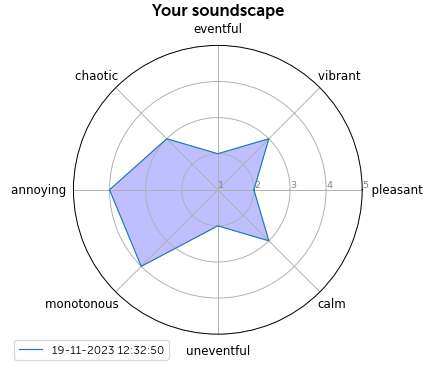 Your soundscape
eventful
chaotic
vibrant
annoying
1 2 3 4 5
pleasant
monotonous
calm
uneventful
19-11-2023 12:32:50